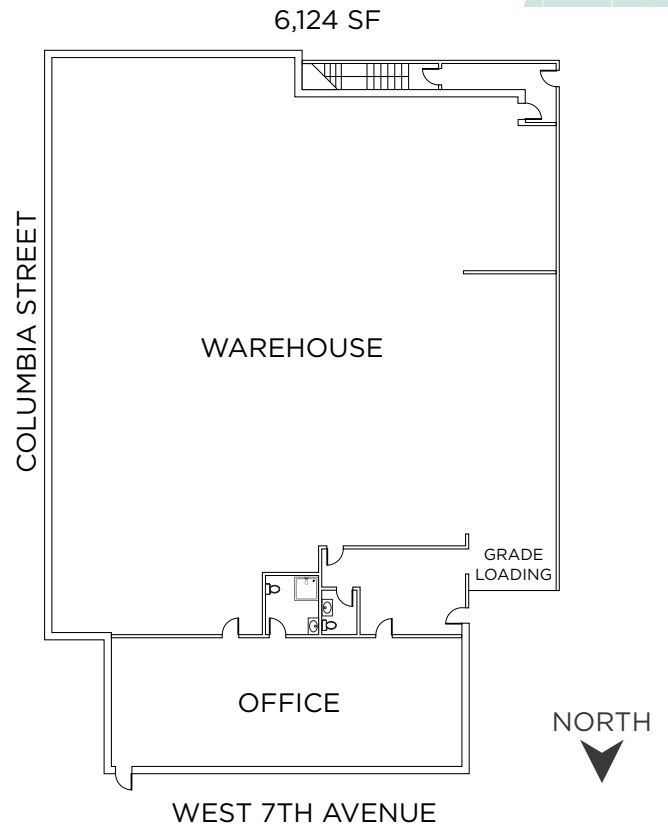 6,124 SF
COLUMBIA STREET
WAREHOUSE
GRADE
LOADING
OFFICE
NORTH
WEST 7TH AVENUE